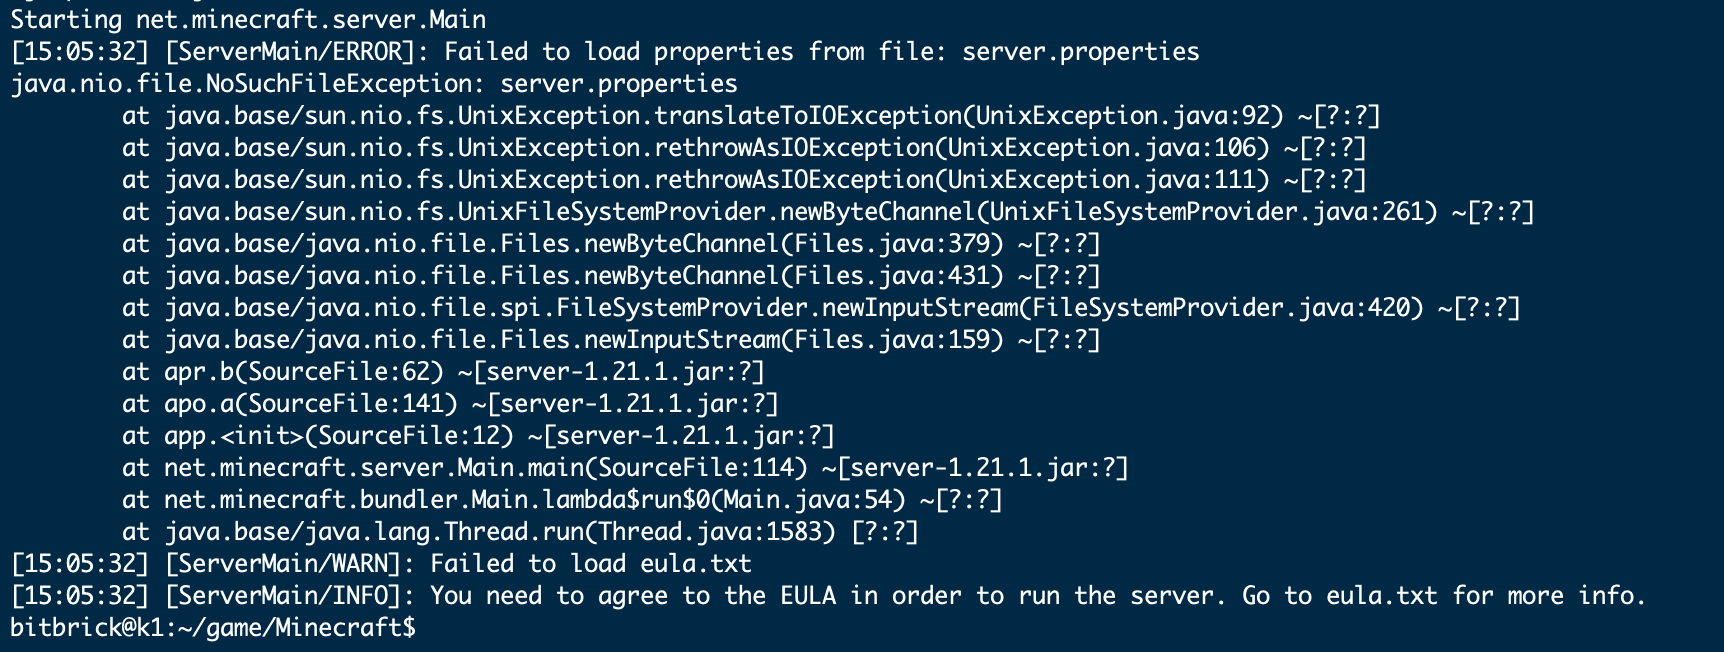 Starting net.minecraft.server.Main
[15:05:32] [ServerMain/ERROR]: Failed to load properties from file: server.properties
java.nio.file.NoSuchFileException: server.properties
at java.base/sun.nio.fs.UnixException.translateToIOException(UnixException.java:92) ~[?:?]
at java.base/sun.nio.fs.UnixException.rethrowAsIOException(UnixException.java:106) ~[?:?]
at java.base/sun.nio.fs.UnixException.rethrowAsIOException(UnixException.java:111) ~[?:?]
at java.base/sun.nio.fs.UnixFileSystemProvider.newByteChannel(UnixFileSystemProvider.java:261) ~[?:?]
at java.base/java.nio.file.Files.newByteChannel(Files.java:379) ~[?:?]
at java.base/java.nio.file.Files.newByteChannel(Files.java:431) ~[?:?]
at java.base/java.nio.file.spi.FileSystemProvider.newInputStream(FileSystemProvider.java:420) ~[?:?]
at java.base/java.nio.file.Files.newInputStream(Files.java:159) ~[?:?]
at apr.b(SourceFile:62) ~[server-1.21.1.jar:?]
at apo.a(SourceFile:141) ~[server-1.21.1.jar:?]
at app.<init>(SourceFile:12) ~[server-1.21.1.jar:?]
at net.minecraft.server.Main.main(SourceFile:114) ~[server-1.21.1.jar:?]
at net.minecraft.bundler.Main.lambda$run$0(Main.java:54) ~[?:?]
at java.base/java.lang.Thread.run(Thread.java:1583) [?:?]
[15:05:32] [ServerMain/WARN]: Failed to load eula.txt
[15:05:32] [ServerMain/INFO]: You need to agree to the EULA in order to run the server. Go to eula.txt for more info.
bitbrick@k1:~/game/Minecraft$